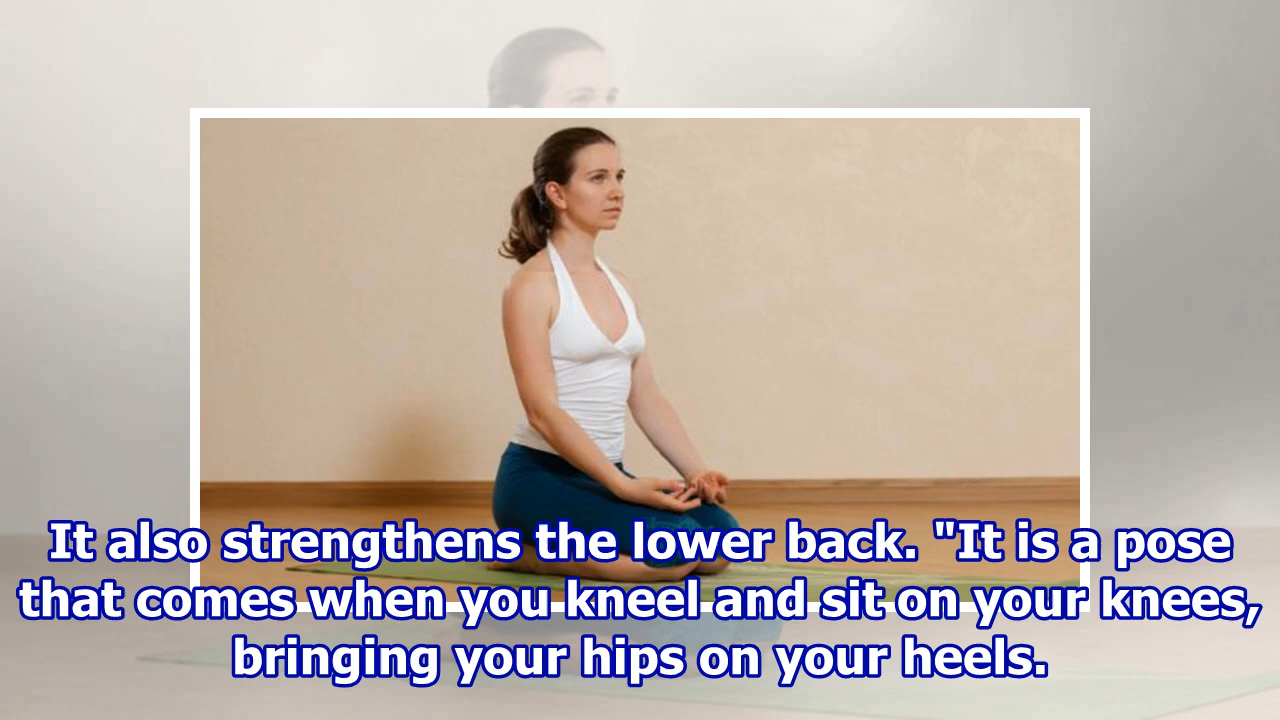 It also strengthens the lower back. "It is a pose
that comes when you kneel and sit on your knees,
bringing your hips on your heels.